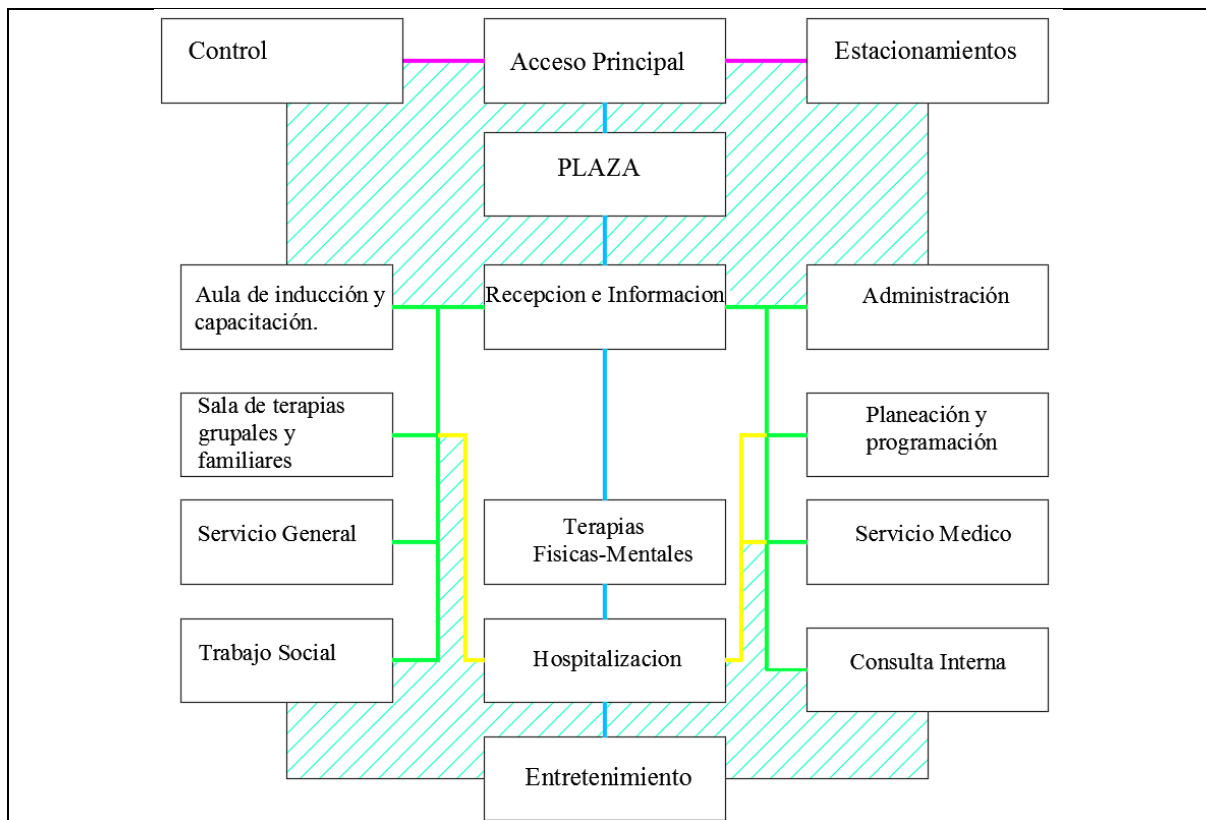 Control
Acceso Principal
Estacionamientos
PLAZA
Aula de inducción y
capacitación.
Recepcion e Informacion
Administración
Sala de terapias
grupales y
familiares
Planeación y
programación
Servicio General
Terapias
Fisicas-Mentales
Servicio Medico
Trabajo Social
Hospitalizacion
Consulta Interna
Entretenimiento